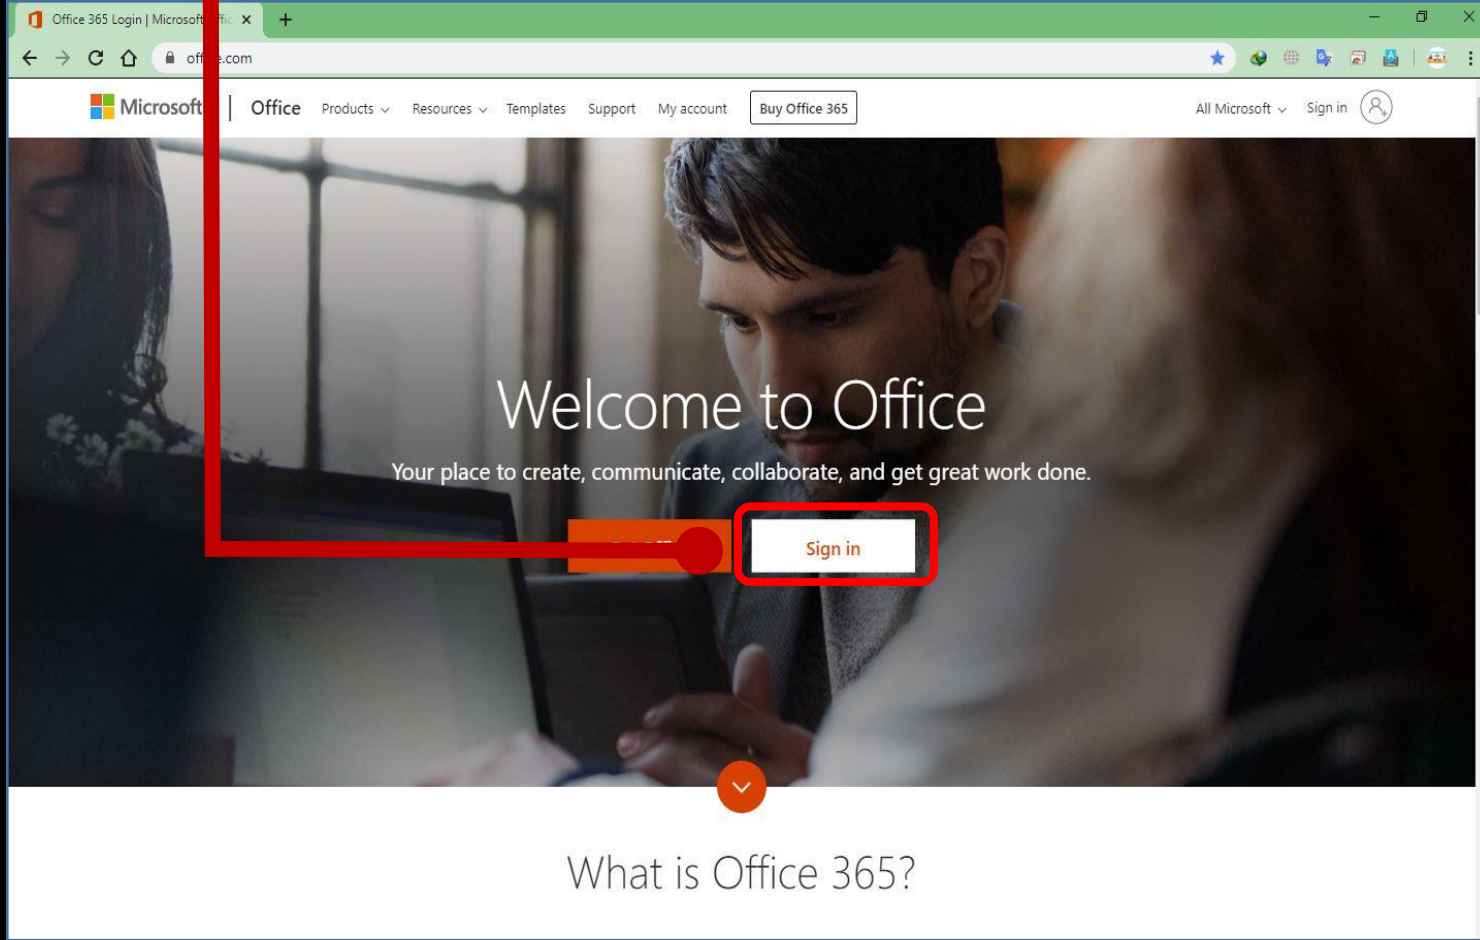 Office 365 Login | Microsoft
office.com
Microsoft | Office Products Resources Templates Support My account Buy Office 365 All Microsoft Sign in
Welcome to Office
Your place to create, communicate, collaborate, and get great work done.
Sign in
What is Office 365?